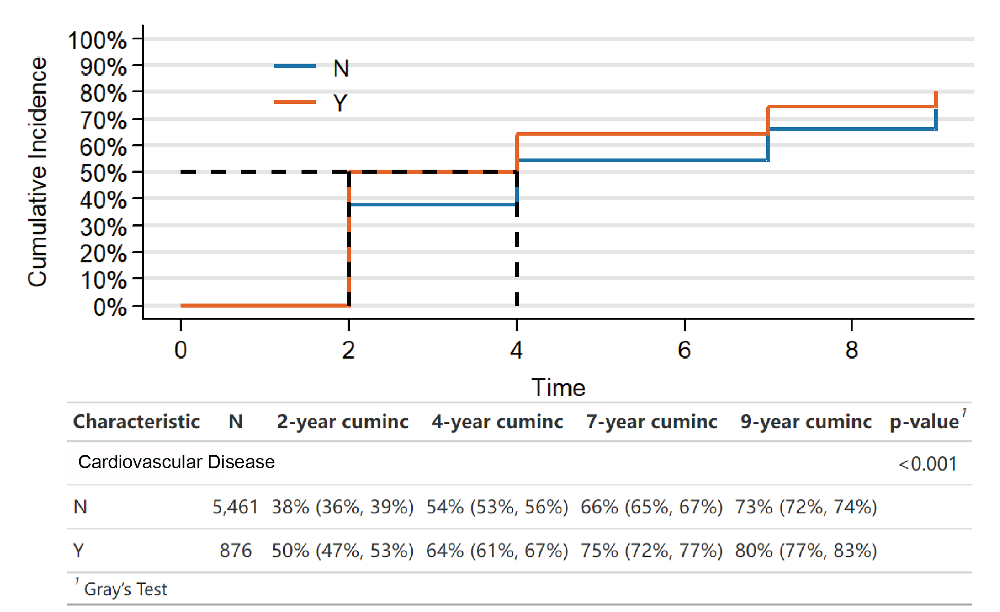 Cumulative Incidence
100%
90%
80%
70%
60%
50%
40%
30%
20%
10%
0%
N
Y
0 2 4 6 8
Time
Characteristic N 2-year cuminc 4-year cuminc 7-year cuminc 9-year cuminc p-value¹
Cardiovascular Disease <0.001
N 5,461 38% (36%, 39%) 54% (53%, 56%) 66% (65%, 67%) 73% (72%, 74%)
Y 876 50% (47%, 53%) 64% (61%, 67%) 75% (72%, 77%) 80% (77%, 83%)
¹ Gray’s Test